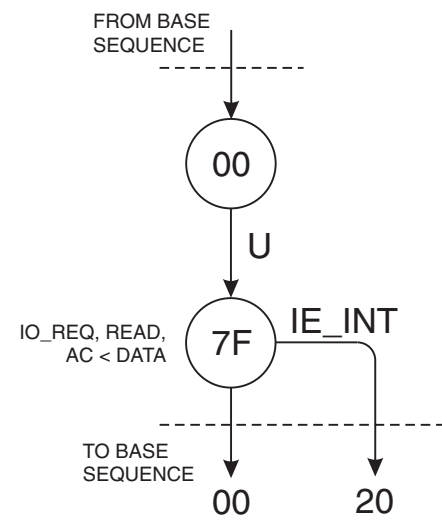 FROM BASE
SEQUENCE
00
U
IO_REQ, READ,
AC < DATA
7F
IE_INT
TO BASE
SEQUENCE
00
20